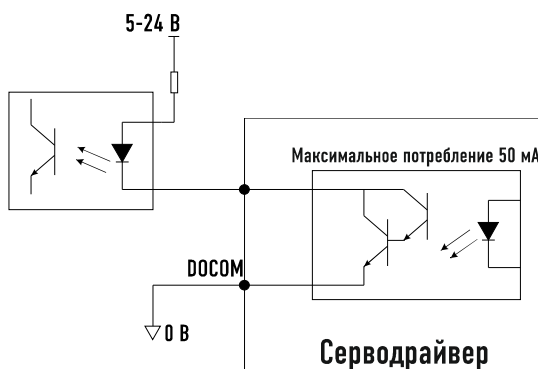 5-24 В
Максимальное потребление 50 мА
DOCOM
0 В
Серводрайвер